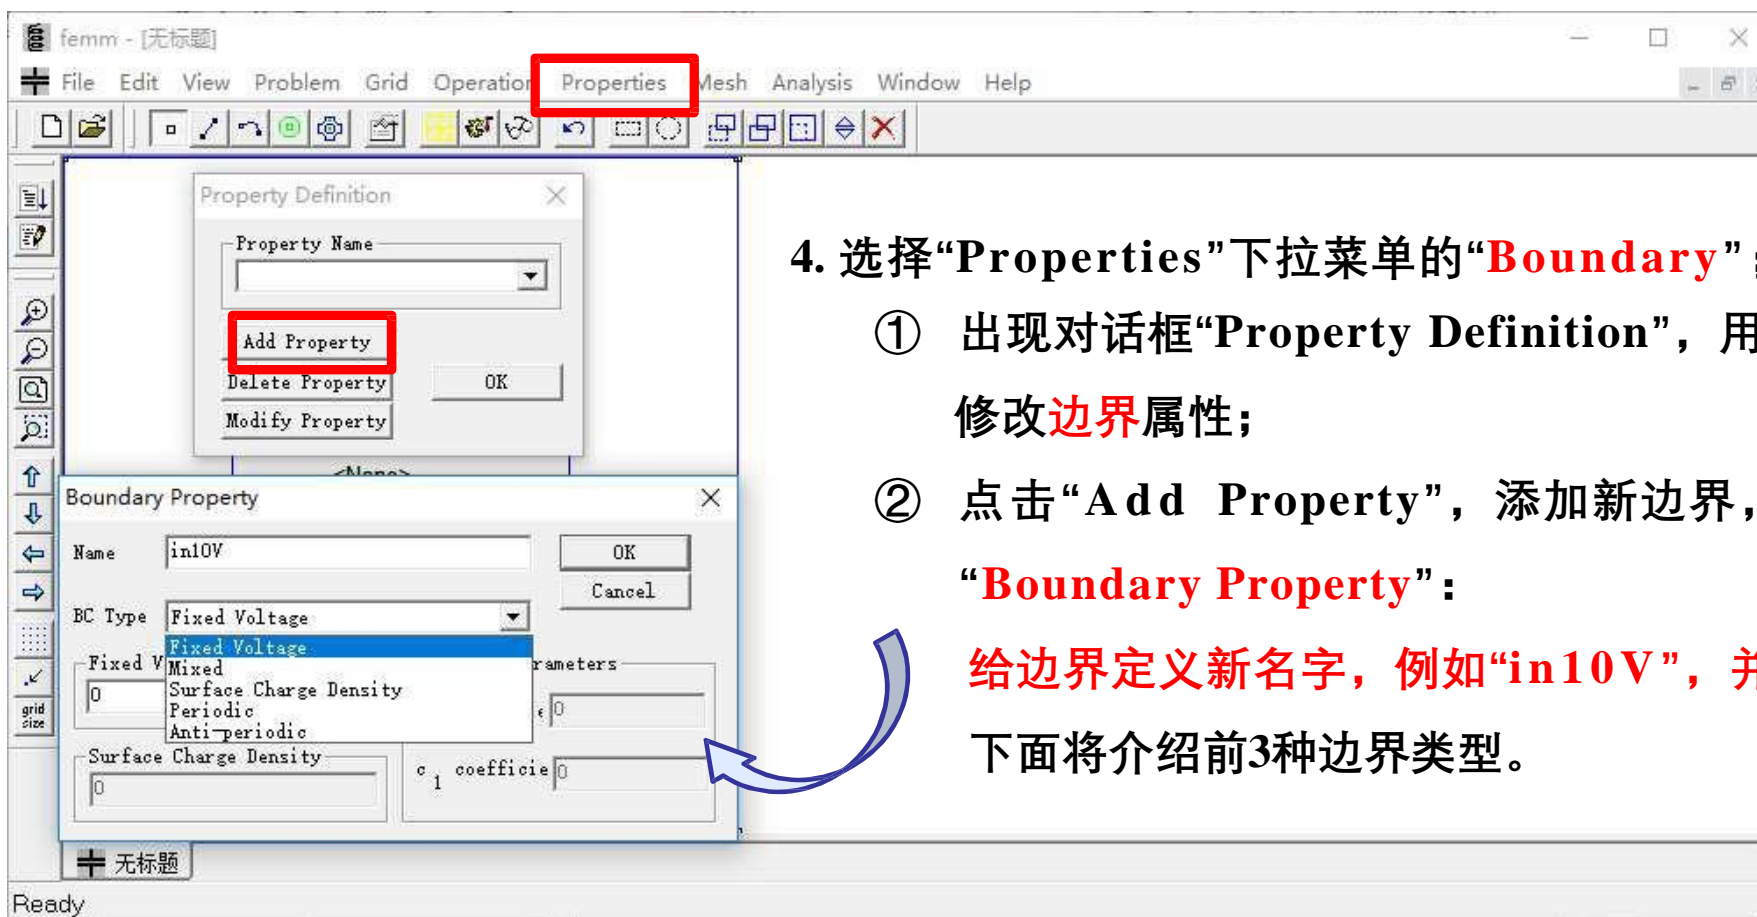 femm - [无标题]
File Edit View Problem Grid Operation Properties Mesh Analysis Window Help
Property Definition
Property Name
Add Property
Delete Property
OK
Modify Property
<None>
Boundary Property
Name
in10V
OK
Cancel
BC Type
Fixed Voltage
Fixed Voltage
Mixed
Surface Charge Density
Periodic
Anti-periodic
Fixed V
rameters
0
0
Surface Charge Density
0
c1 coefficie
0
grid
size
4. 选择“Properties”下拉菜单的“Boundary”;
① 出现对话框“Property Definition”，用
修改边界属性；
② 点击“Add Property”，添加新边界，
“Boundary Property”：
给边界定义新名字，例如“in10V”，并
下面将介绍前3种边界类型。
无标题
Ready